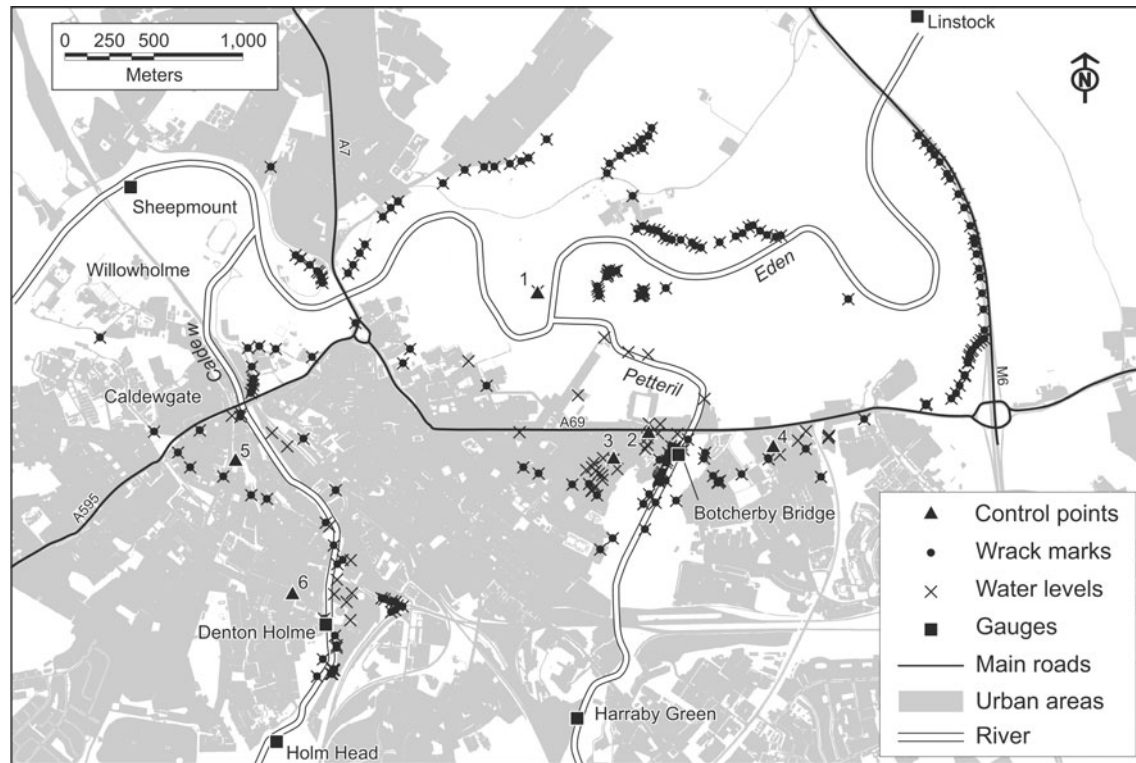 0 250 500 1,000
Meters
Linstock
N
A7
Sheepmount
Willowholme
1
Eden
Caldew
Petteril
M6
Caldewgate
A69
2
3
4
5
A595
Botcherby Bridge
6
Denton Holme
Harraby Green
Holm Head
Control points
Wrack marks
Water levels
Gauges
Main roads
Urban areas
River